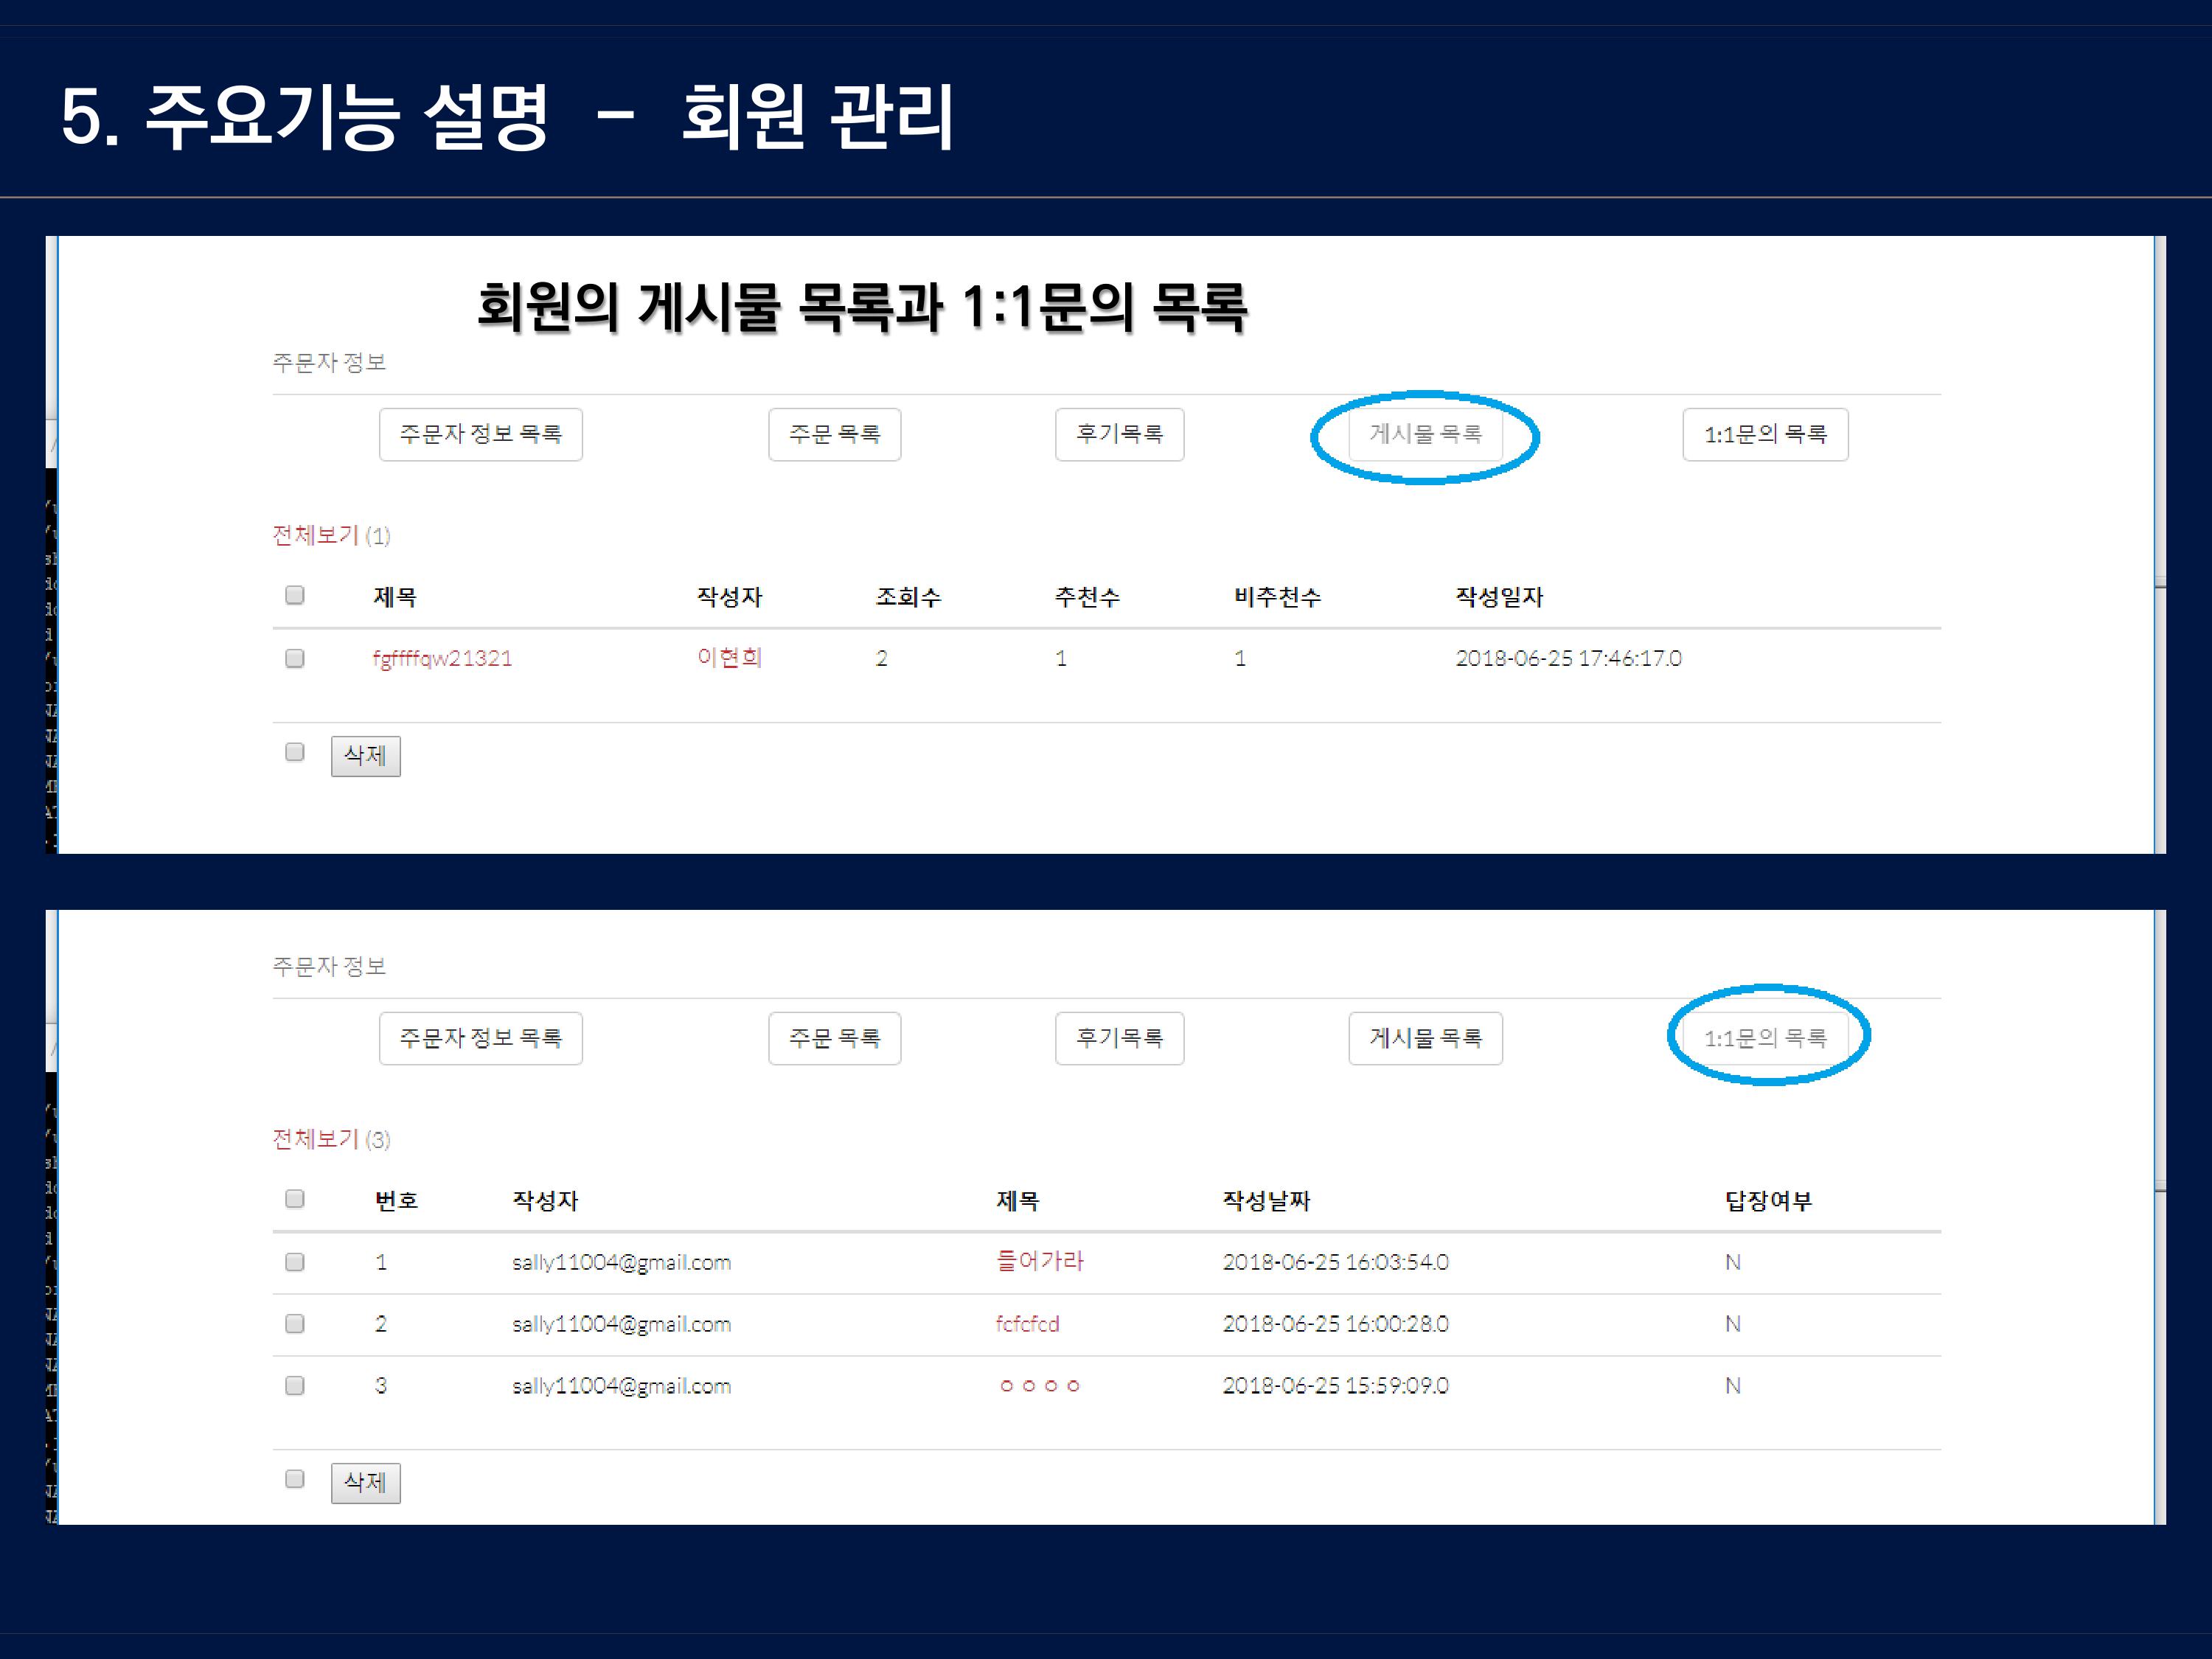 5. 주요기능 설명 - 회원 관리
회원의 게시물 목록과 1:1문의 목록
주문자 정보
주문자 정보 목록 주문 목록 후기목록 게시물 목록 1:1문의 목록
전체보기 (1)
제목 작성자 조회수 추천수 비추천수 작성일자
fgffffqw21321 이현희 2 1 1 2018-06-25 17:46:17.0
삭제
주문자 정보
주문자 정보 목록 주문 목록 후기목록 게시물 목록 1:1문의 목록
전체보기 (3)
번호 작성자 제목 작성날짜 답장여부
1 sally11004@gmail.com 들어가라 2018-06-25 16:03:54.0 N
2 sally11004@gmail.com fcfcfcd 2018-06-25 16:00:28.0 N
3 sally11004@gmail.com ㅇㅇㅇㅇ 2018-06-25 15:59:09.0 N
삭제